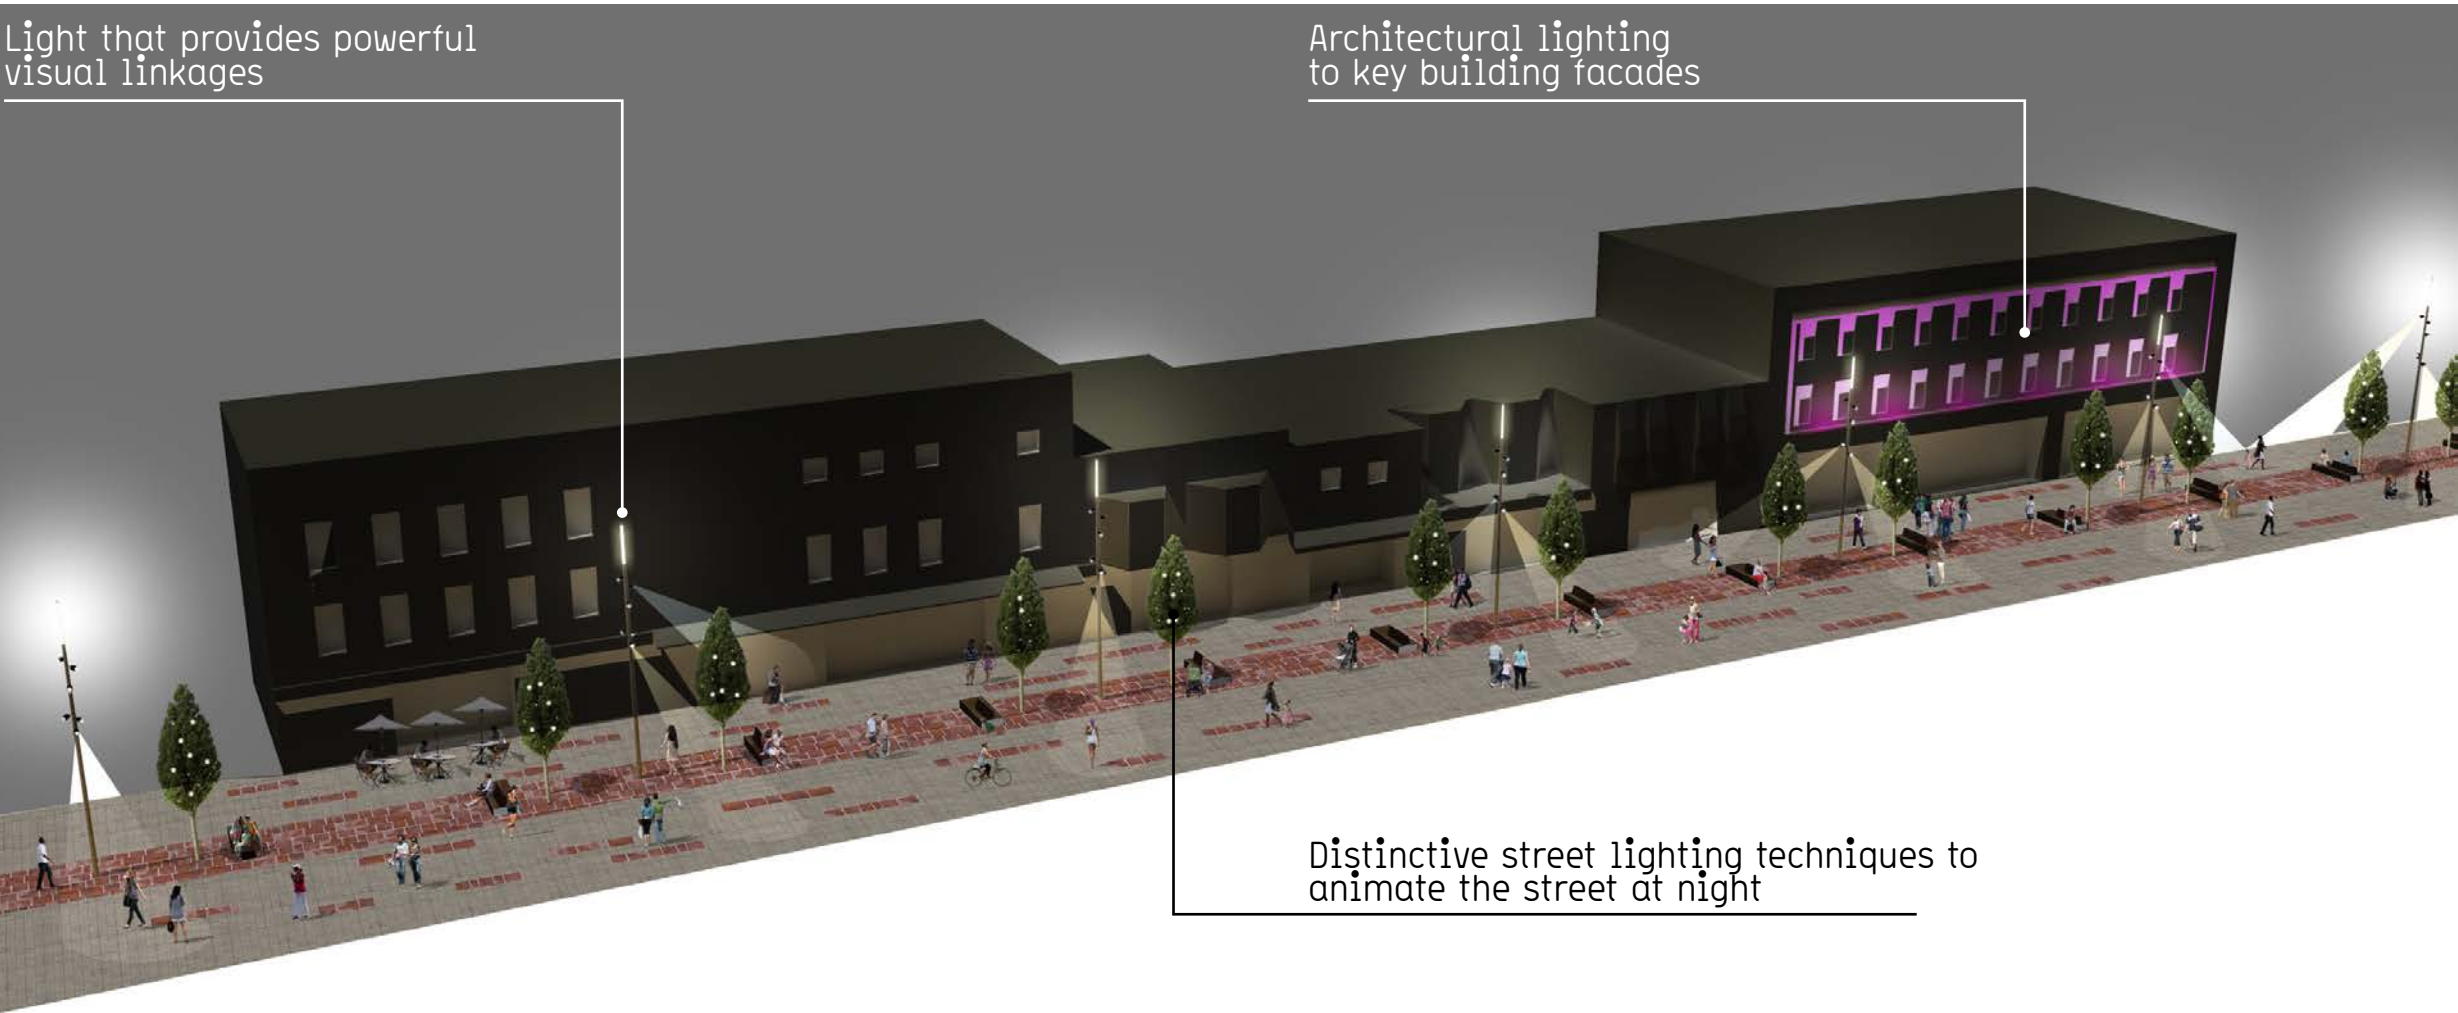 Light that provides powerful
visual linkages
Architectural lighting
to key building facades
Distinctive street lighting techniques to
animate the street at night